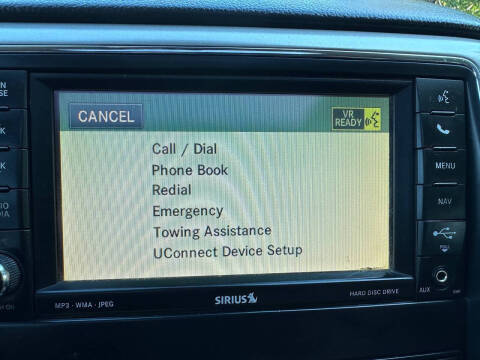 CANCEL
VR
READY
Call / Dial
Phone Book
Redial
Emergency
Towing Assistance
UConnect Device Setup
MENU
NAV
AUX
MP3 · WMA · JPEG
SIRIUS
HARD DISC DRIVE